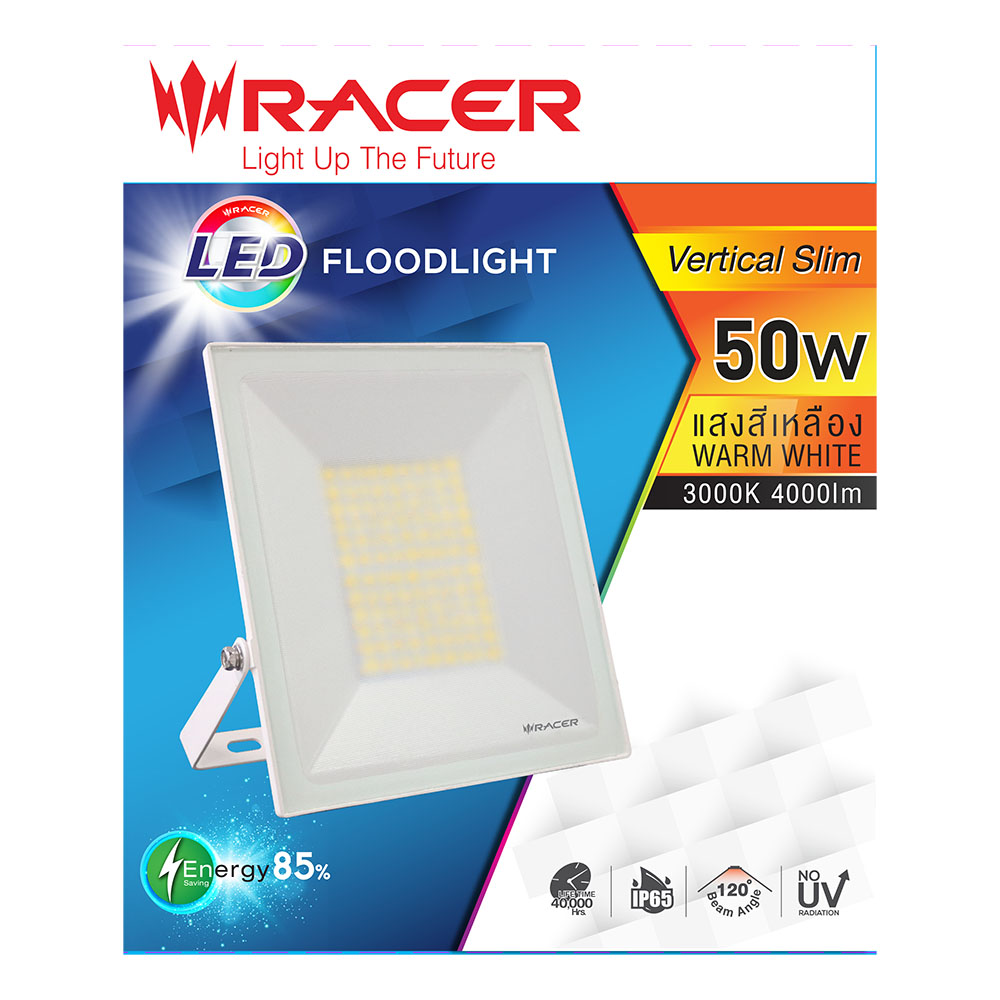 RACER
Light Up The Future
RACER
LED FLOODLIGHT
Vertical Slim
50w
แสงสีเหลือง
WARM WHITE
3000K 4000lm
RACER
Energy 85%
Saving
LIFE TIME
40,000
Hrs.
IP65
120°
Beam Angle
NO
UV
RADIATION